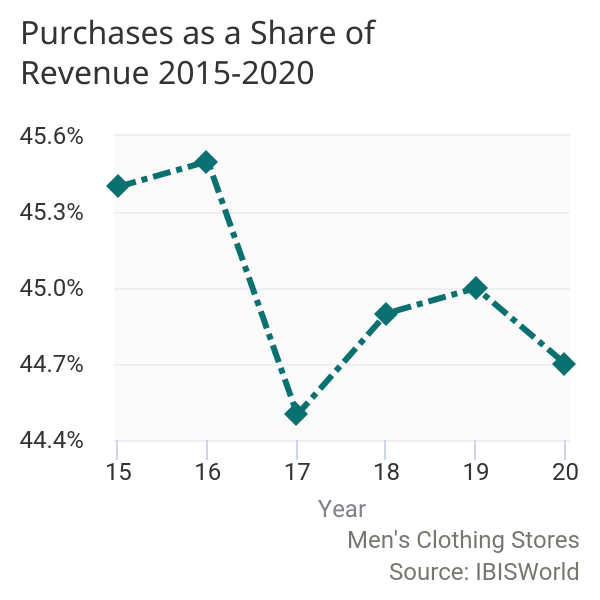 Purchases as a Share of
Revenue 2015-2020
45.6%
45.3%
45.0%
44.7%
44.4%
15 16 17 18 19 20
Year
Men's Clothing Stores
Source: IBISWorld